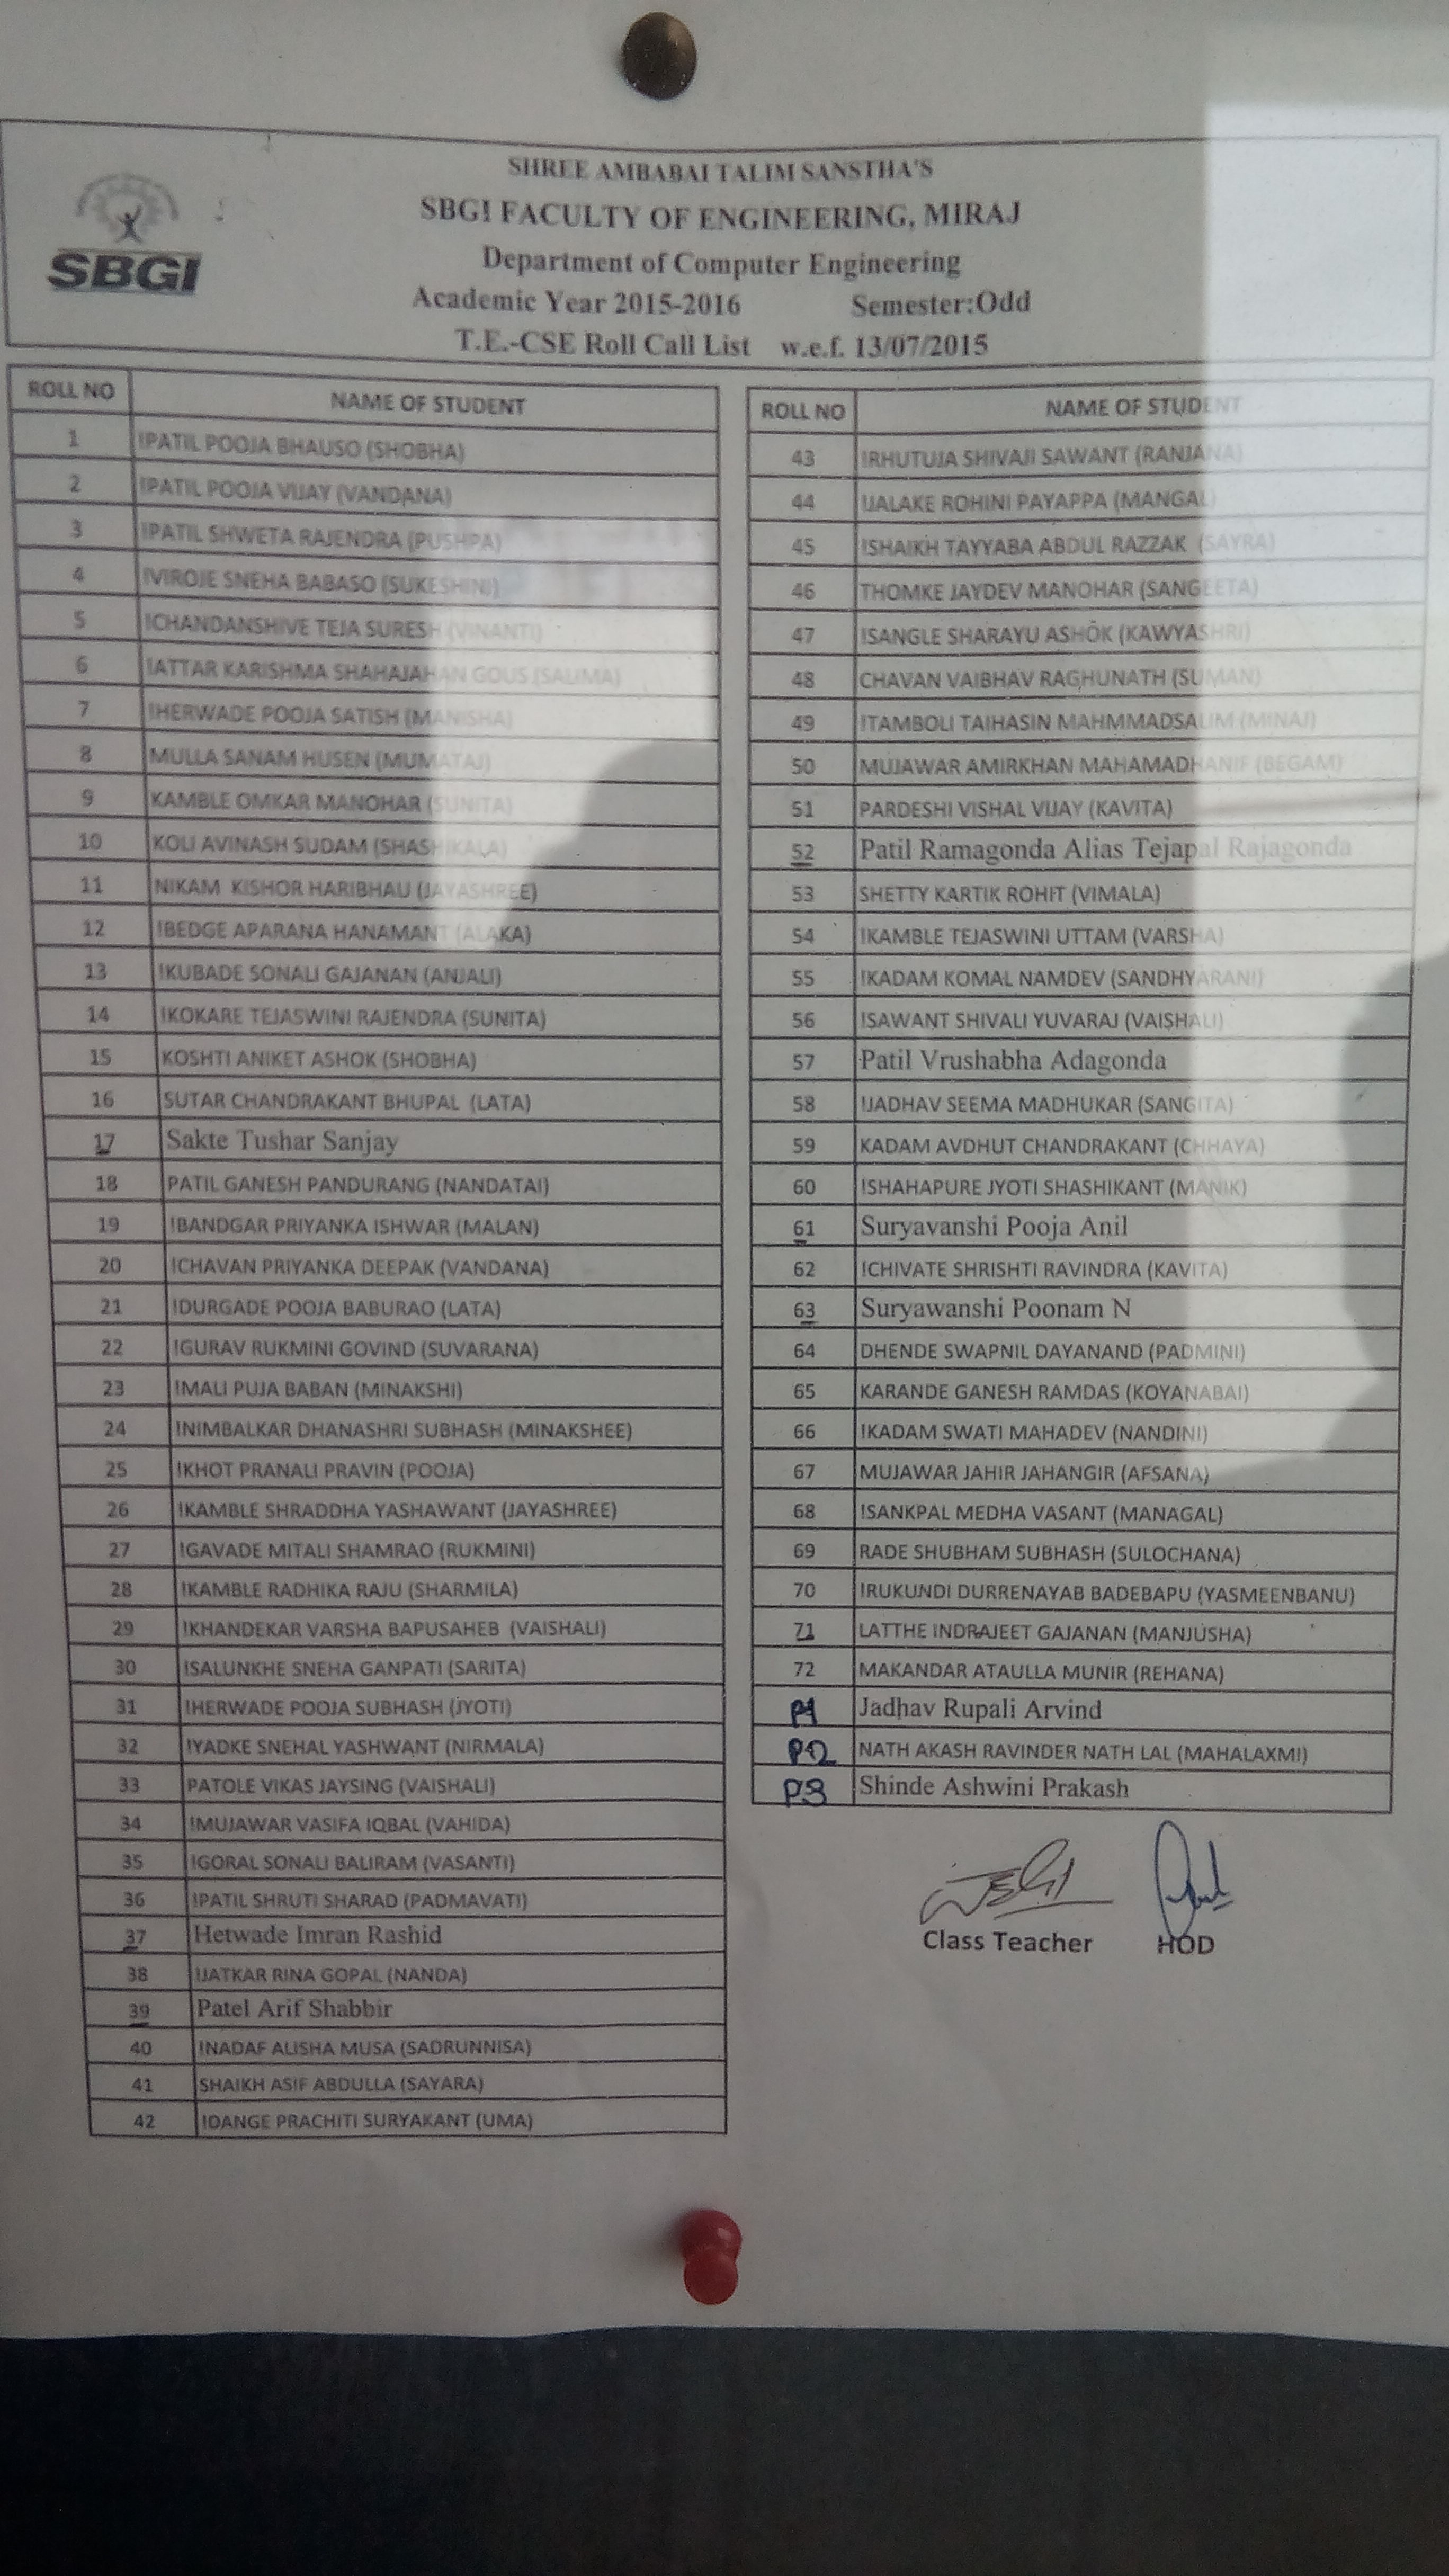 SHREE AMBABAI TALIM SANSTHA'S
SBGI FACULTY OF ENGINEERING, MIRAJ
SBGI
Department of Computer Engineering
Academic Year 2015-2016 Semester:Odd
T.E.-CSE Roll Call List w.e.f. 13/07/2015
ROLL NO NAME OF STUDENT
1 !PATIL POOJA BHAUSO (SHOBHA)
2 !PATIL POOJA VIJAY (VANDANA)
3 !PATIL SHWETA RAJENDRA (PUSHPA)
4 !VIROJE SNEHA BABASO (SUKESHINI)
5 !CHANDANSHIVE TEJA SURESH (VINANTI)
6 !ATTAR KARISHMA SHAHAJAHAN GOUS (SALIMA)
7 !HERWADE POOJA SATISH (MANISHA)
8 MULLA SANAM HUSEN (MUMATAJ)
9 KAMBLE OMKAR MANOHAR (SUNITA)
10 KOLI AVINASH SUDAM (SHASHIKALA)
11 NIKAM KISHOR HARIBHAU (JAYASHREE)
12 !BEDGE APARANA HANAMANT (ALAKA)
13 !KUBADE SONALI GAJANAN (ANJALI)
14 !KOKARE TEJASWINI RAJENDRA (SUNITA)
15 KOSHTI ANIKET ASHOK (SHOBHA)
16 SUTAR CHANDRAKANT BHUPAL (LATA)
17 Sakte Tushar Sanjay
18 PATIL GANESH PANDURANG (NANDATAI)
19 !BANDGAR PRIYANKA ISHWAR (MALAN)
20 !CHAVAN PRIYANKA DEEPAK (VANDANA)
21 !DURGADE POOJA BABURAO (LATA)
22 !GURAV RUKMINI GOVIND (SUVARANA)
23 !MALI PUJA BABAN (MINAKSHI)
24 !NIMBALKAR DHANASHRI SUBHASH (MINAKSHEE)
25 !KHOT PRANALI PRAVIN (POOJA)
26 !KAMBLE SHRADDHA YASHAWANT (JAYASHREE)
27 !GAVADE MITALI SHAMRAO (RUKMINI)
28 !KAMBLE RADHIKA RAJU (SHARMILA)
29 !KHANDEKAR VARSHA BAPUSAHEB (VAISHALI)
30 !SALUNKHE SNEHA GANPATI (SARITA)
31 !HERWADE POOJA SUBHASH (JYOTI)
32 !YADKE SNEHAL YASHWANT (NIRMALA)
33 PATOLE VIKAS JAYSING (VAISHALI)
34 !MUJAWAR VASIFA IQBAL (VAHIDA)
35 !GORAL SONALI BALIRAM (VASANTI)
36 !PATIL SHRUTI SHARAD (PADMAVATI)
37 Hetwade Imran Rashid
38 !JATKAR RINA GOPAL (NANDA)
39 Patel Arif Shabbir
40 !NADAF ALISHA MUSA (SADRUNNISA)
41 SHAIKH ASIF ABDULLA (SAYARA)
42 !DANGE PRACHITI SURYAKANT (UMA)
ROLL NO NAME OF STUDENT
43 !RHUTUJA SHIVAJI SAWANT (RANJANA)
44 !JALAKE ROHINI PAYAPPA (MANGAL
45 !SHAIKH TAYYABA ABDUL RAZZAK (SAYRA)
46 THOMKE JAYDEV MANOHAR (SANGEETA)
47 !SANGLE SHARAYU ASHOK (KAWYASHRI)
48 CHAVAN VAIBHAV RAGHUNATH (SUMAN)
49 !TAMBOLI TAIHASIN MAHMMADSALIM (MINAJ)
50 MUJAWAR AMIRKHAN MAHAMADHANIF (BEGAM)
51 PARDESHI VISHAL VIJAY (KAVITA)
52 Patil Ramagonda Alias Tejapal Rajagonda
53 SHETTY KARTIK ROHIT (VIMALA)
54 !KAMBLE TEJASWINI UTTAM (VARSHA)
55 !KADAM KOMAL NAMDEV (SANDHYARANI)
56 !SAWANT SHIVALI YUVARAJ (VAISHALI)
57 Patil Vrushabha Adagonda
58 !JADHAV SEEMA MADHUKAR (SANGITA)
59 KADAM AVDHUT CHANDRAKANT (CHHAYA)
60 !SHAHAPURE JYOTI SHASHIKANT (MANIK)
61 Suryavanshi Pooja Anil
62 !CHIVATE SHRISHTI RAVINDRA (KAVITA)
63 Suryawanshi Poonam N
64 DHENDE SWAPNIL DAYANAND (PADMINI)
65 KARANDE GANESH RAMDAS (KOYANABAI)
66 !KADAM SWATI MAHADEV (NANDINI)
67 MUJAWAR JAHIR JAHANGIR (AFSANA)
68 !SANKPAL MEDHA VASANT (MANAGAL)
69 RADE SHUBHAM SUBHASH (SULOCHANA)
70 !RUKUNDI DURRENAYAB BADEBAPU (YASMEENBANU)
71 LATTHE INDRAJEET GAJANAN (MANJUSHA)
72 MAKANDAR ATAULLA MUNIR (REHANA)
P1 Jadhav Rupali Arvind
P2 NATH AKASH RAVINDER NATH LAL (MAHALAXMI)
P3 Shinde Ashwini Prakash
Class Teacher HOD